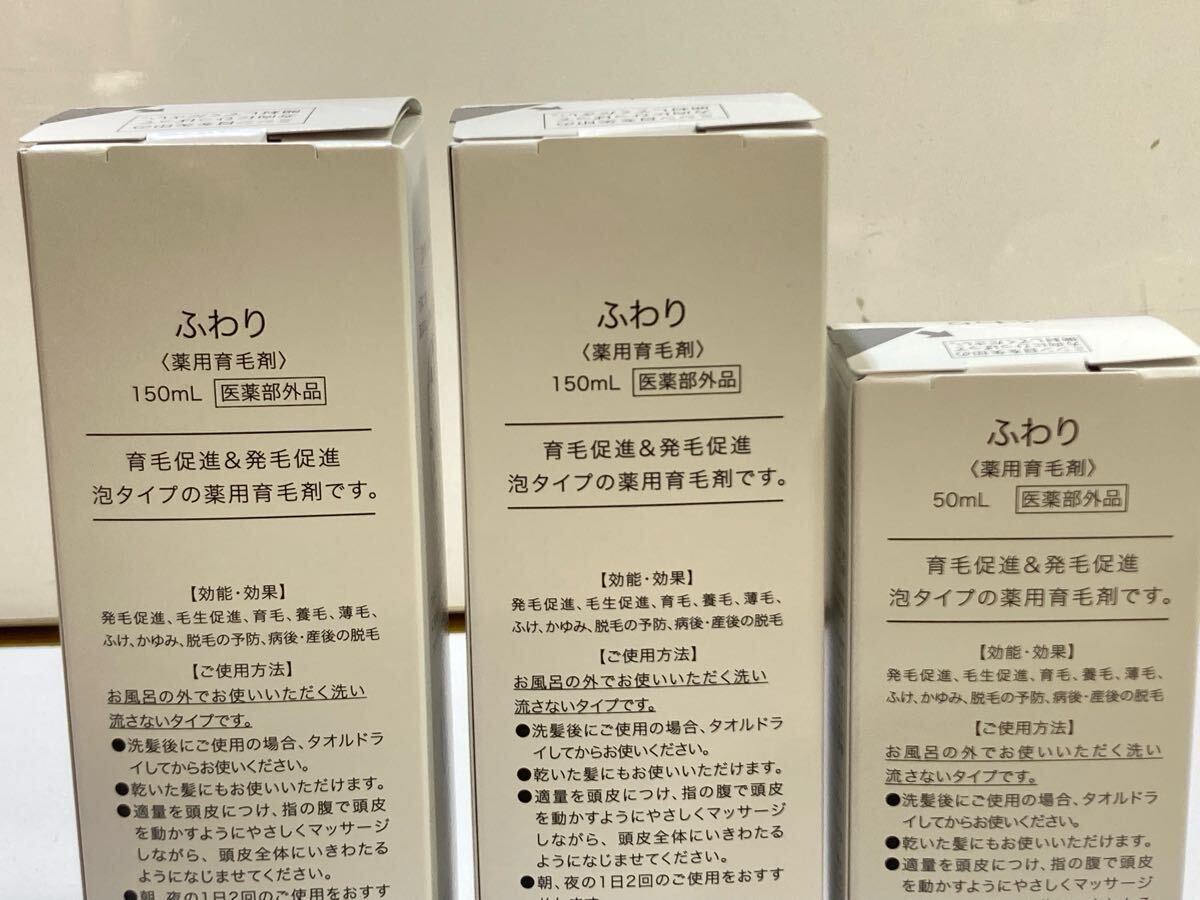 ふわり
〈薬用育毛剤〉
150mL 医薬部外品
育毛促進&発毛促進
泡タイプの薬用育毛剤です。
【効能・効果】
発毛促進、毛生促進、育毛、養毛、薄毛、
ふけ、かゆみ、脱毛の予防、病後・産後の脱毛
【ご使用方法】
お風呂の外でお使いいただく洗い
流さないタイプです。
●洗髪後にご使用の場合、タオルドラ
イしてからお使いください。
●乾いた髪にもお使いいただけます。
●適量を頭皮につけ、指の腹で頭皮
を動かすようにやさしくマッサージ
しながら、頭皮全体にいきわたる
ようになじませてください。
●朝、夜の1日2回のご使用をおすす
ふわり
〈薬用育毛剤〉
150mL 医薬部外品
育毛促進&発毛促進
泡タイプの薬用育毛剤です。
【効能・効果】
発毛促進、毛生促進、育毛、養毛、薄毛、
ふけ、かゆみ、脱毛の予防、病後・産後の脱毛
【ご使用方法】
お風呂の外でお使いいただく洗い
流さないタイプです。
●洗髪後にご使用の場合、タオルドラ
イしてからお使いください。
●乾いた髪にもお使いいただけます。
●適量を頭皮につけ、指の腹で頭皮
を動かすようにやさしくマッサージ
しながら、頭皮全体にいきわたる
ようになじませてください。
●朝、夜の1日2回のご使用をおすす
ふわり
〈薬用育毛剤〉
50mL 医薬部外品
育毛促進&発毛促進
泡タイプの薬用育毛剤です。
【効能・効果】
発毛促進、毛生促進、育毛、養毛、薄毛、
ふけ、かゆみ、脱毛の予防、病後・産後の脱毛
【ご使用方法】
お風呂の外でお使いいただく洗い
流さないタイプです。
●洗髪後にご使用の場合、タオルドラ
イしてからお使いください。
●乾いた髪にもお使いいただけます。
●適量を頭皮につけ、指の腹で頭皮
を動かすようにやさしくマッサージ